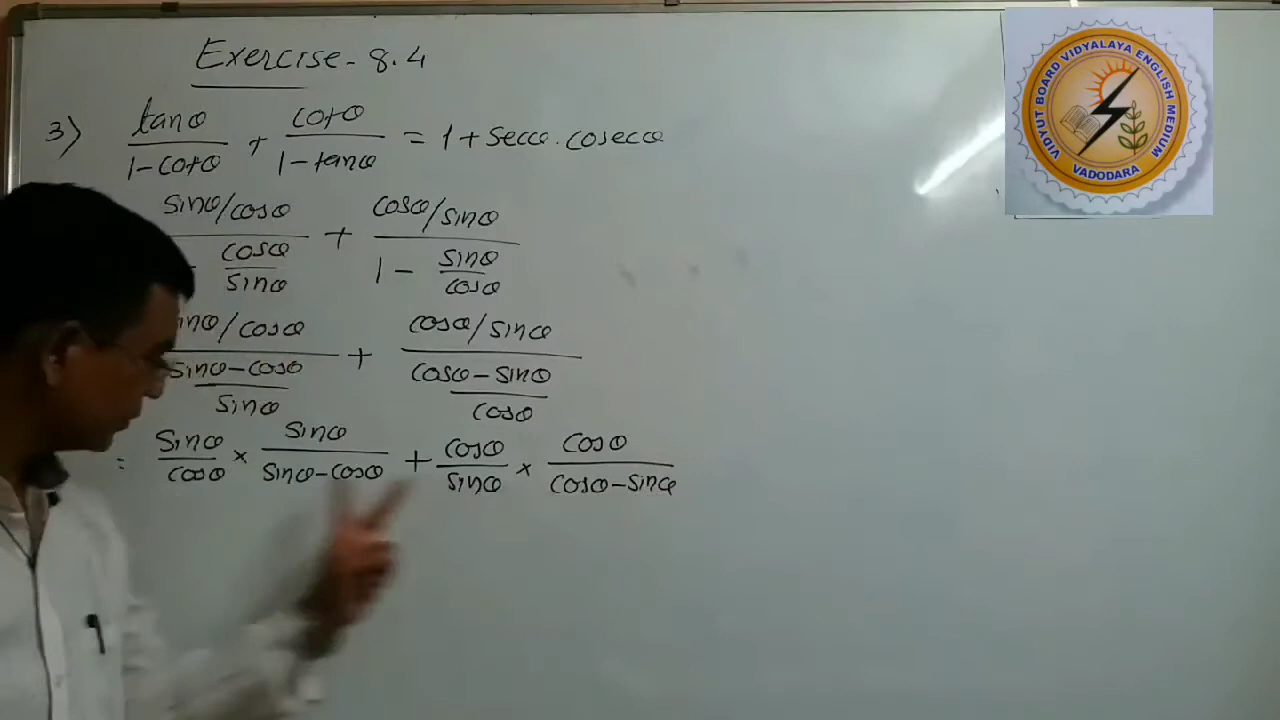 Exercise-8.4
3) tanθ/1-cotθ + cotθ/1-tanθ = 1 + secθ.cosecθ
sinθ/cosθ / - cosθ/sinθ + cosθ/sinθ / 1 - sinθ/cosθ
inθ/cosθ / sinθ-cosθ/sinθ + cosθ/sinθ / cosθ-sinθ/cosθ
= sinθ/cosθ × sinθ/sinθ-cosθ + cosθ/sinθ × cosθ/cosθ-sinθ
VIDYUT BOARD VIDYALAYA ENGLISH MEDIUM
VADODARA